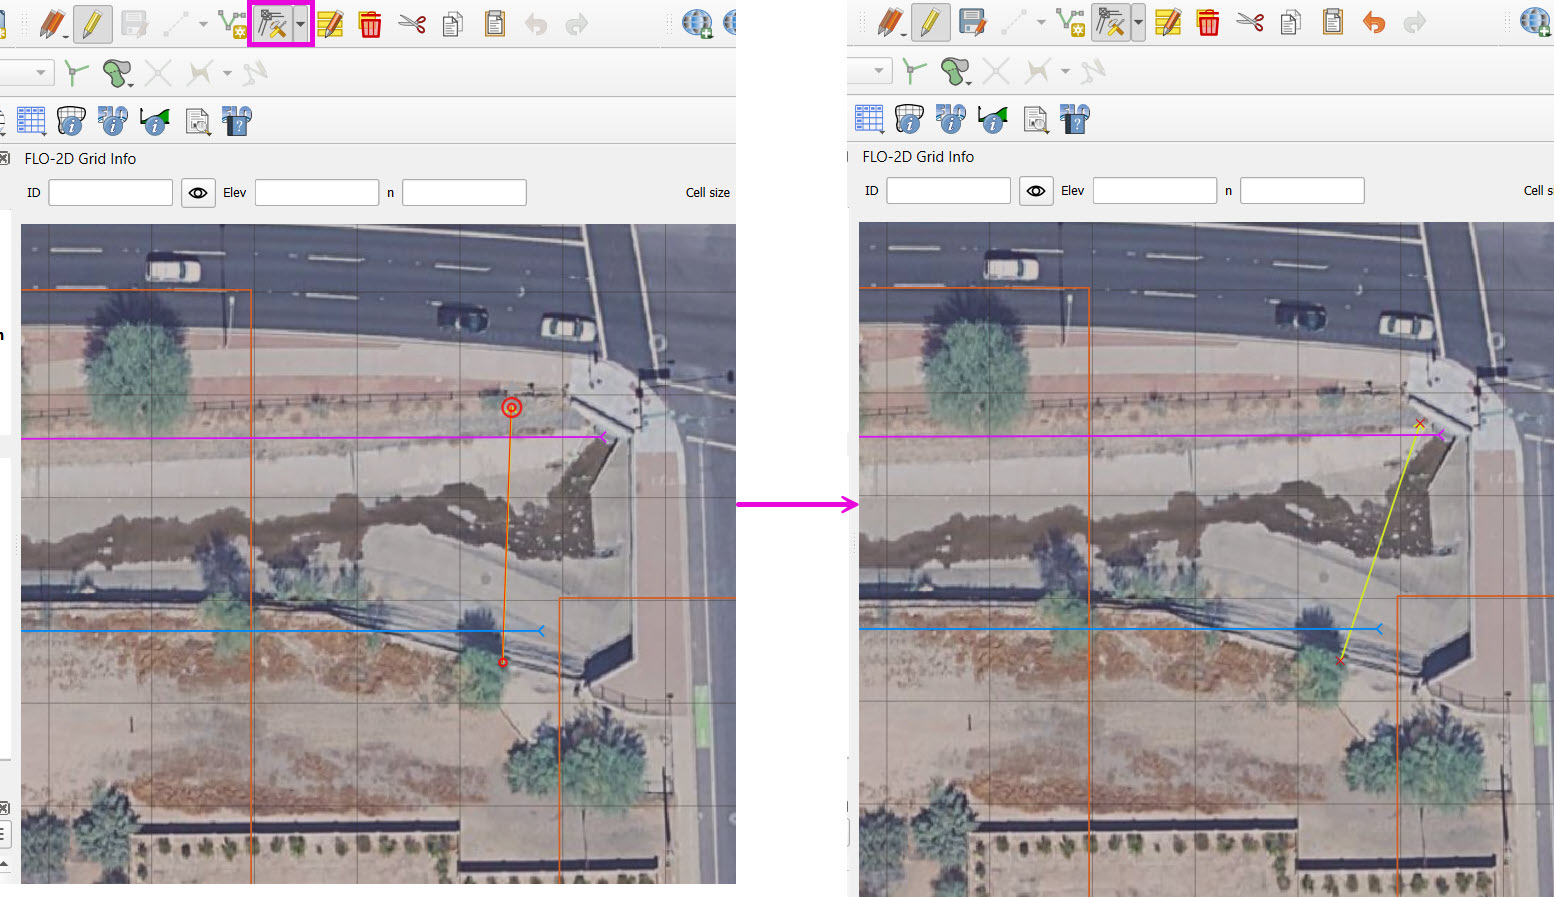 FLO-2D Grid Info
ID Elev n Cell size
FLO-2D Grid Info
ID Elev n Cell s